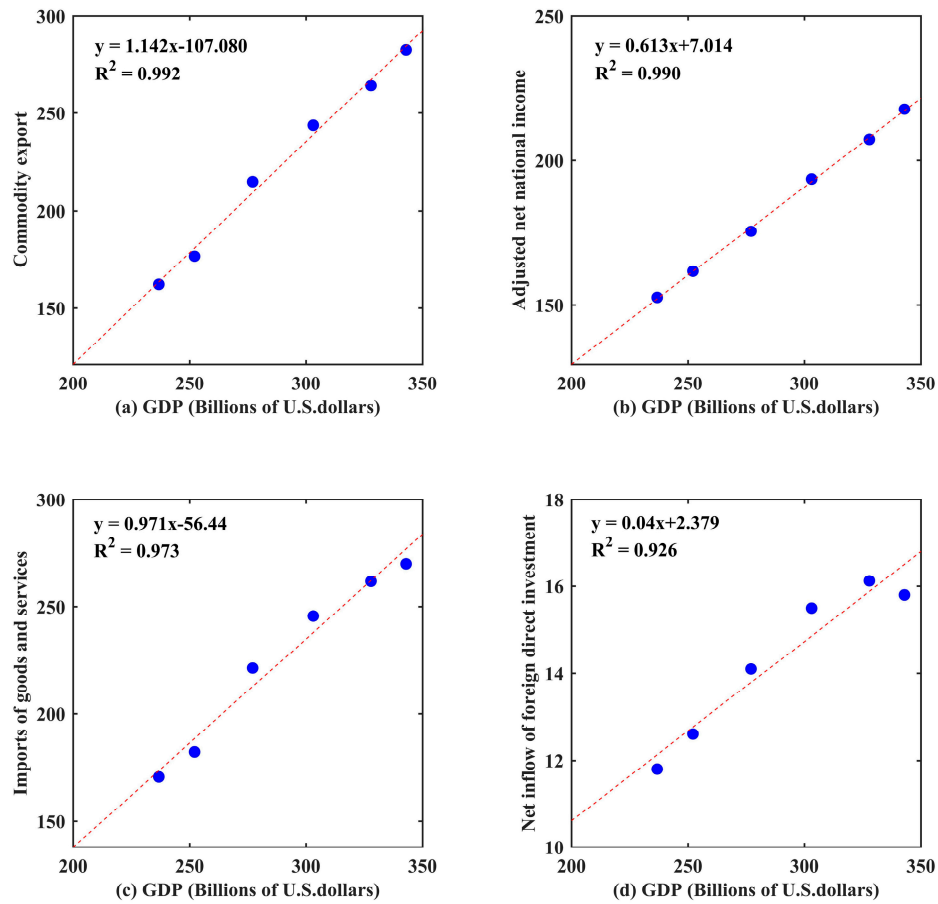 300
250
200
150
y = 1.142x-107.080
R² = 0.992
Commodity export
200 250 300 350
(a) GDP (Billions of U.S.dollars)
250
200
150
y = 0.613x+7.014
R² = 0.990
Adjusted net national income
200 250 300 350
(b) GDP (Billions of U.S.dollars)
300
250
200
150
y = 0.971x-56.44
R² = 0.973
Imports of goods and services
200 250 300 350
(c) GDP (Billions of U.S.dollars)
18
16
14
12
10
y = 0.04x+2.379
R² = 0.926
Net inflow of foreign direct investment
200 250 300 350
(d) GDP (Billions of U.S.dollars)